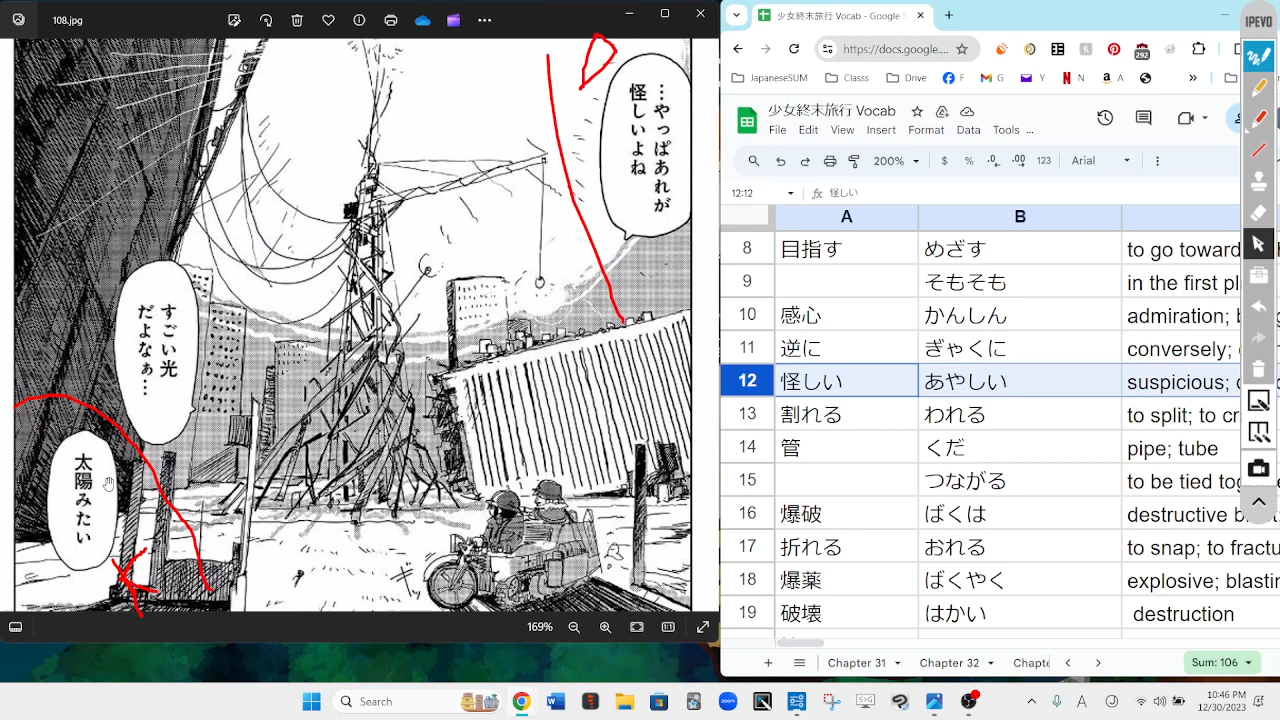 108.jpg
…やっぱあれが
怪しいよね
すごい光
だよなぁ…
太陽みたい
169%
少女終末旅行 Vocab - Google S
https://docs.google....
292
JapaneseSUM
Classs
Drive
F
G
Y
N
A
少女終末旅行 Vocab
File Edit View Insert Format Data Tools ...
200%
$ % .0 .00 123 Arial
12:12 fx 怪しい
A B
8 目指す めざす to go toward
9 そもそも in the first pl
10 感心 かんしん admiration;
11 逆に ぎゃくに conversely;
12 怪しい あやしい suspicious;
13 割れる われる to split; to cr
14 管 くだ pipe; tube
15 つながる to be tied to
16 爆破 ばくは destructive b
17 折れる おれる to snap; to fractu
18 爆薬 ばくやく explosive; blastin
19 破壊 はかい destruction
Chapter 31 Chapter 32 Chapt
Sum: 106
IPEVO
Search
zoom
A
10:46 PM
12/30/2023